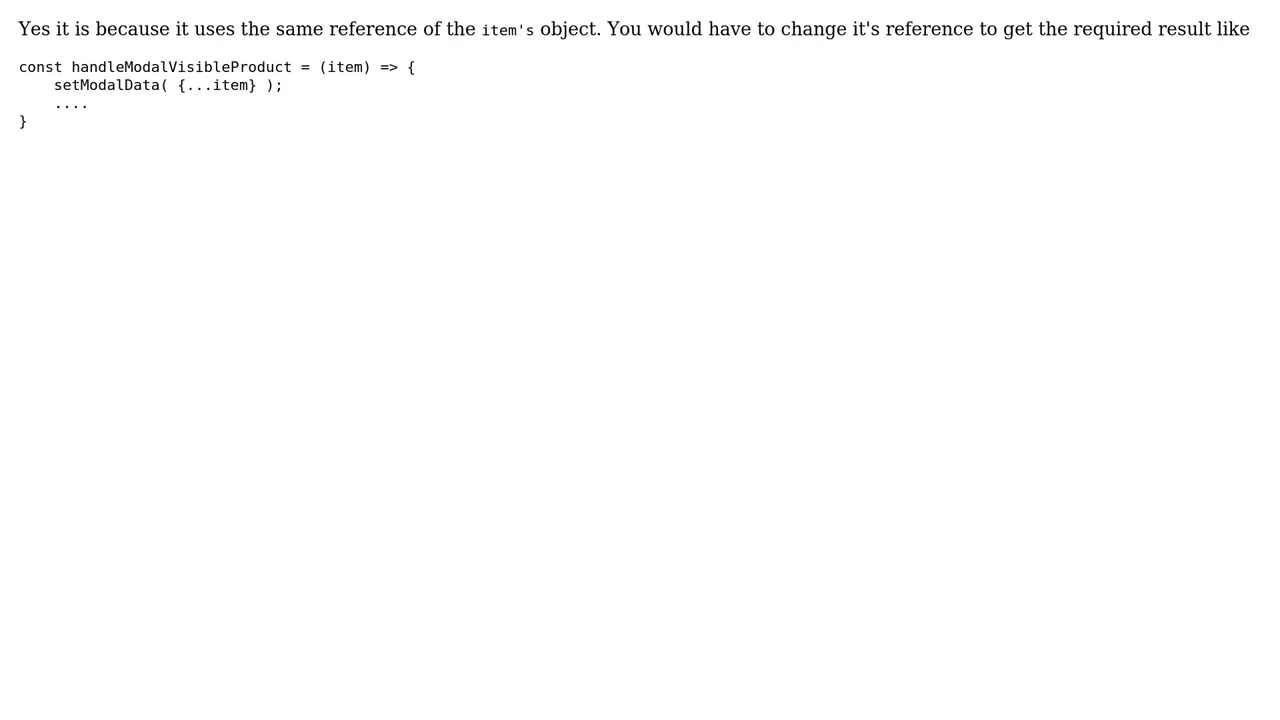 Yes it is because it uses the same reference of the item's object. You would have to change it's reference to get the required result like
const handleModalVisibleProduct = (item) => {
    setModalData( {...item} );
    ....
}